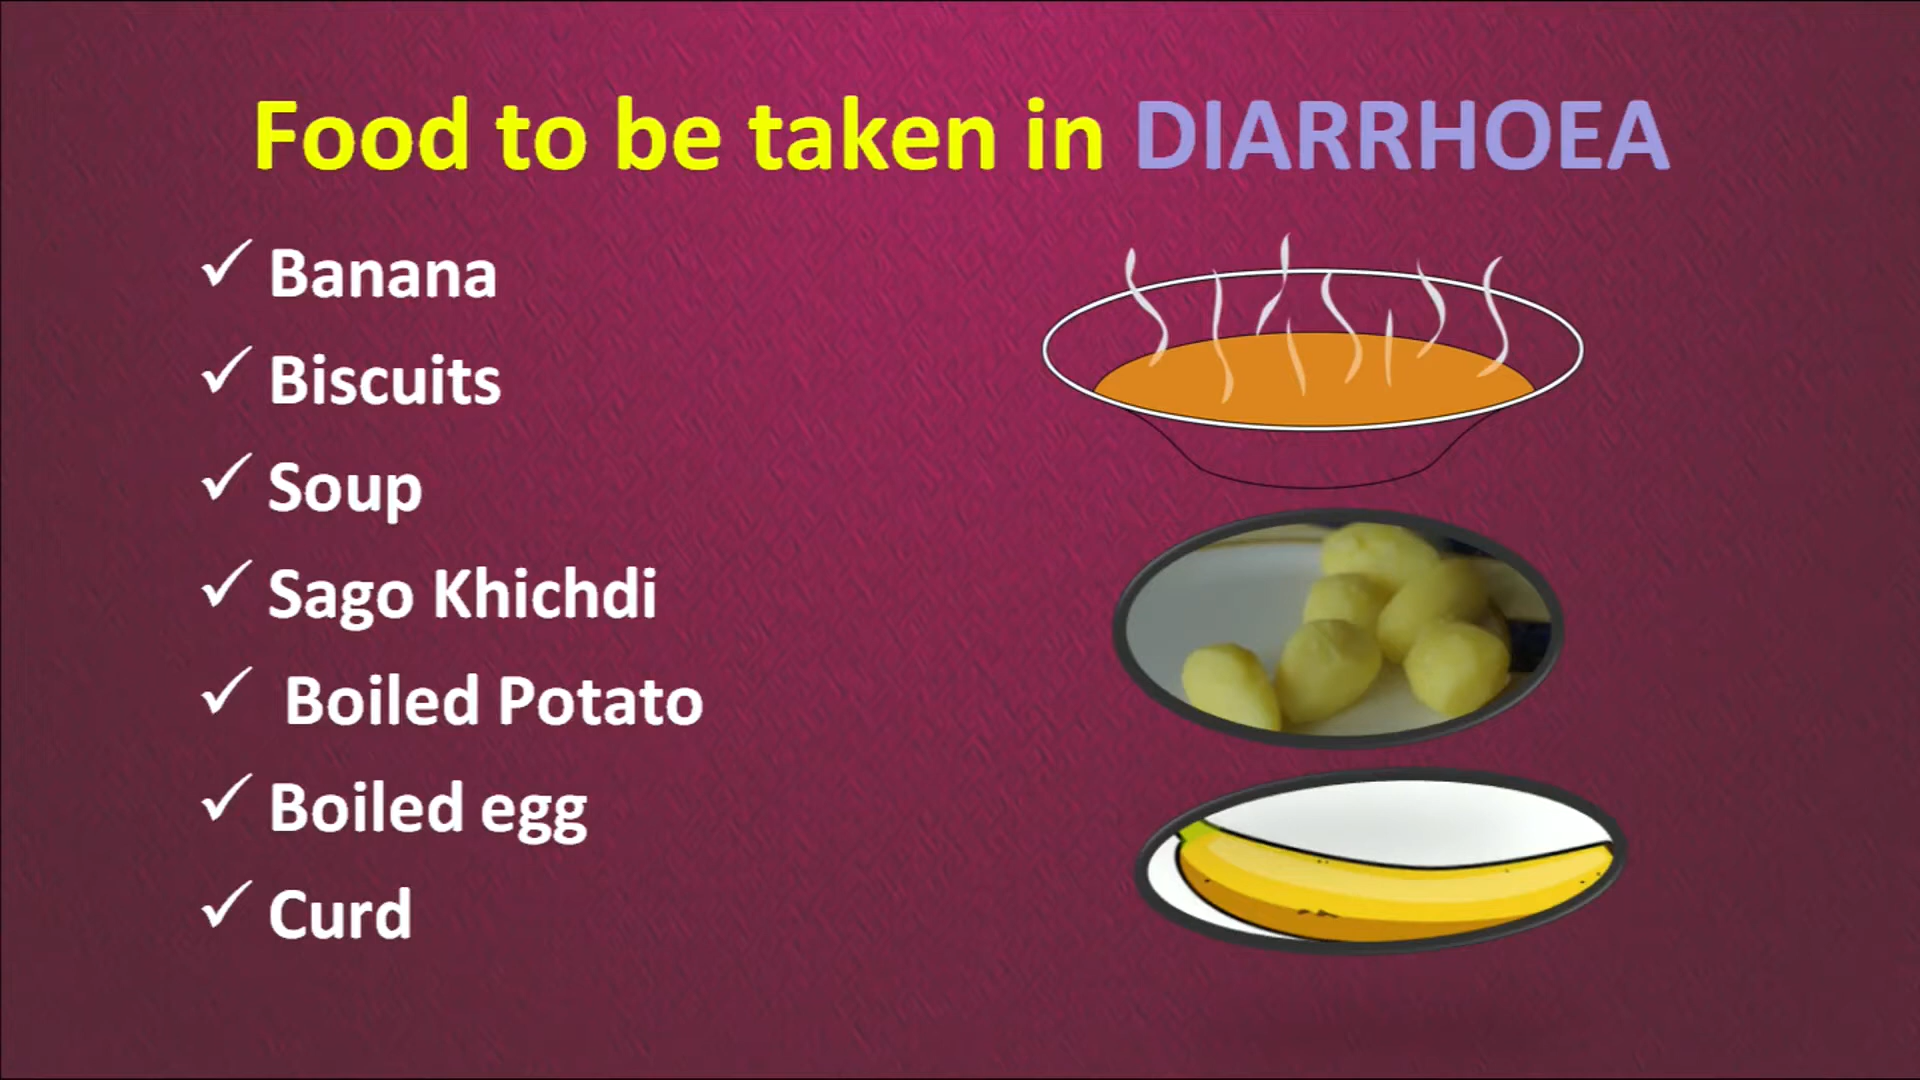 Food to be taken in DIARRHOEA
✓ Banana
✓ Biscuits
✓ Soup
✓ Sago Khichdi
✓ Boiled Potato
✓ Boiled egg
✓ Curd